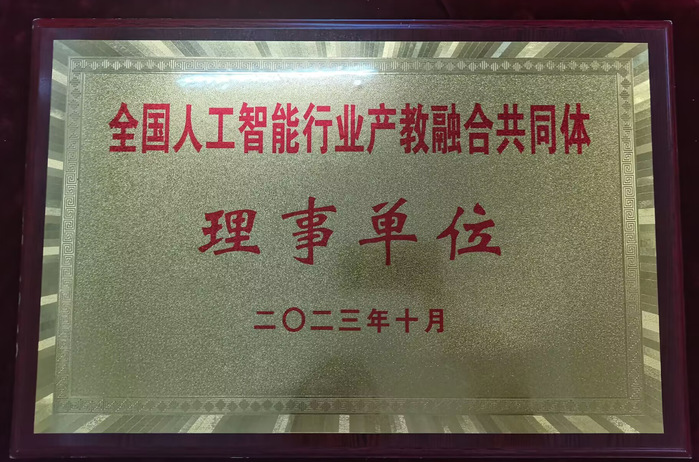 全国人工智能行业产教融合共同体
理事单位
二〇二三年十月